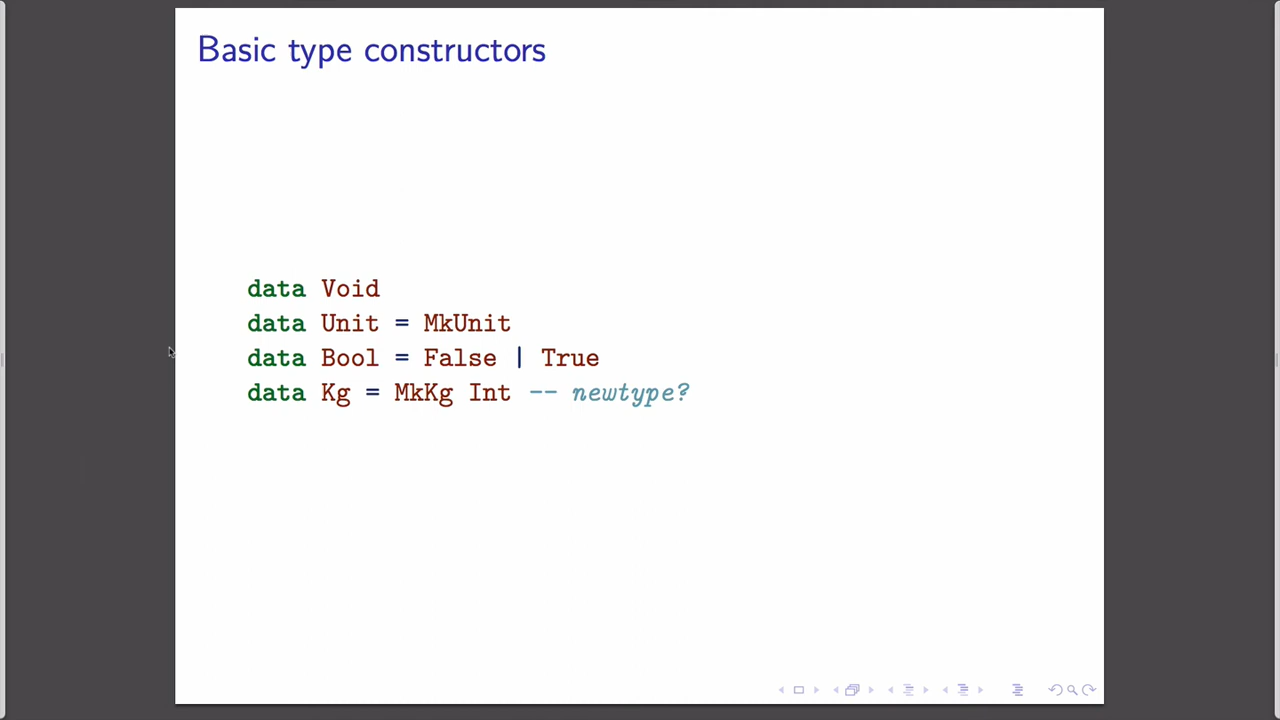 Basic type constructors
data Void
data Unit = MkUnit
data Bool = False | True
data Kg = MkKg Int -- newtype?